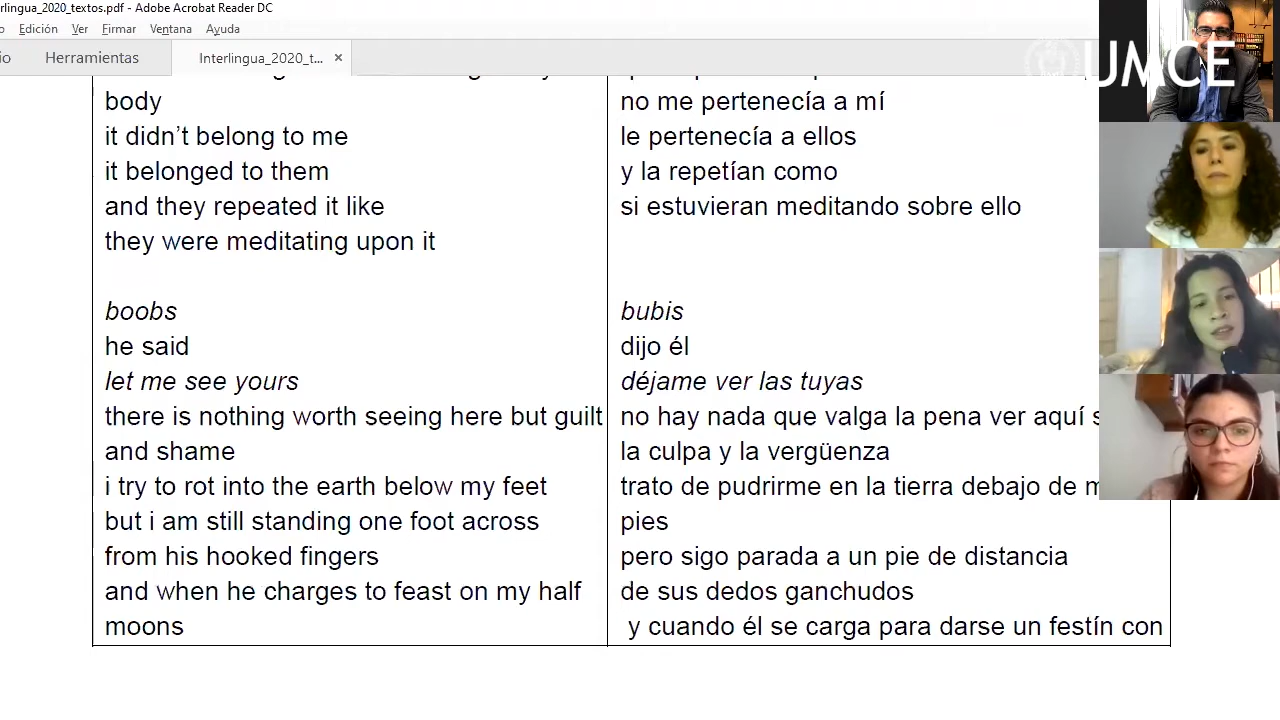 rlingua_2020_textos.pdf - Adobe Acrobat Reader DC
Edición Ver Firmar Ventana Ayuda
Herramientas Interlingua_2020_t... ×
UMCE
body
it didn't belong to me
it belonged to them
and they repeated it like
they were meditating upon it
boobs
he said
let me see yours
there is nothing worth seeing here but guilt
and shame
i try to rot into the earth below my feet
but i am still standing one foot across
from his hooked fingers
and when he charges to feast on my half
moons
no me pertenecía a mí
le pertenecía a ellos
y la repetían como
si estuvieran meditando sobre ello
bubis
dijo él
déjame ver las tuyas
no hay nada que valga la pena ver aquí
la culpa y la vergüenza
trato de pudrirme en la tierra debajo de
pies
pero sigo parada a un pie de distancia
de sus dedos ganchudos
y cuando él se carga para darse un festín con